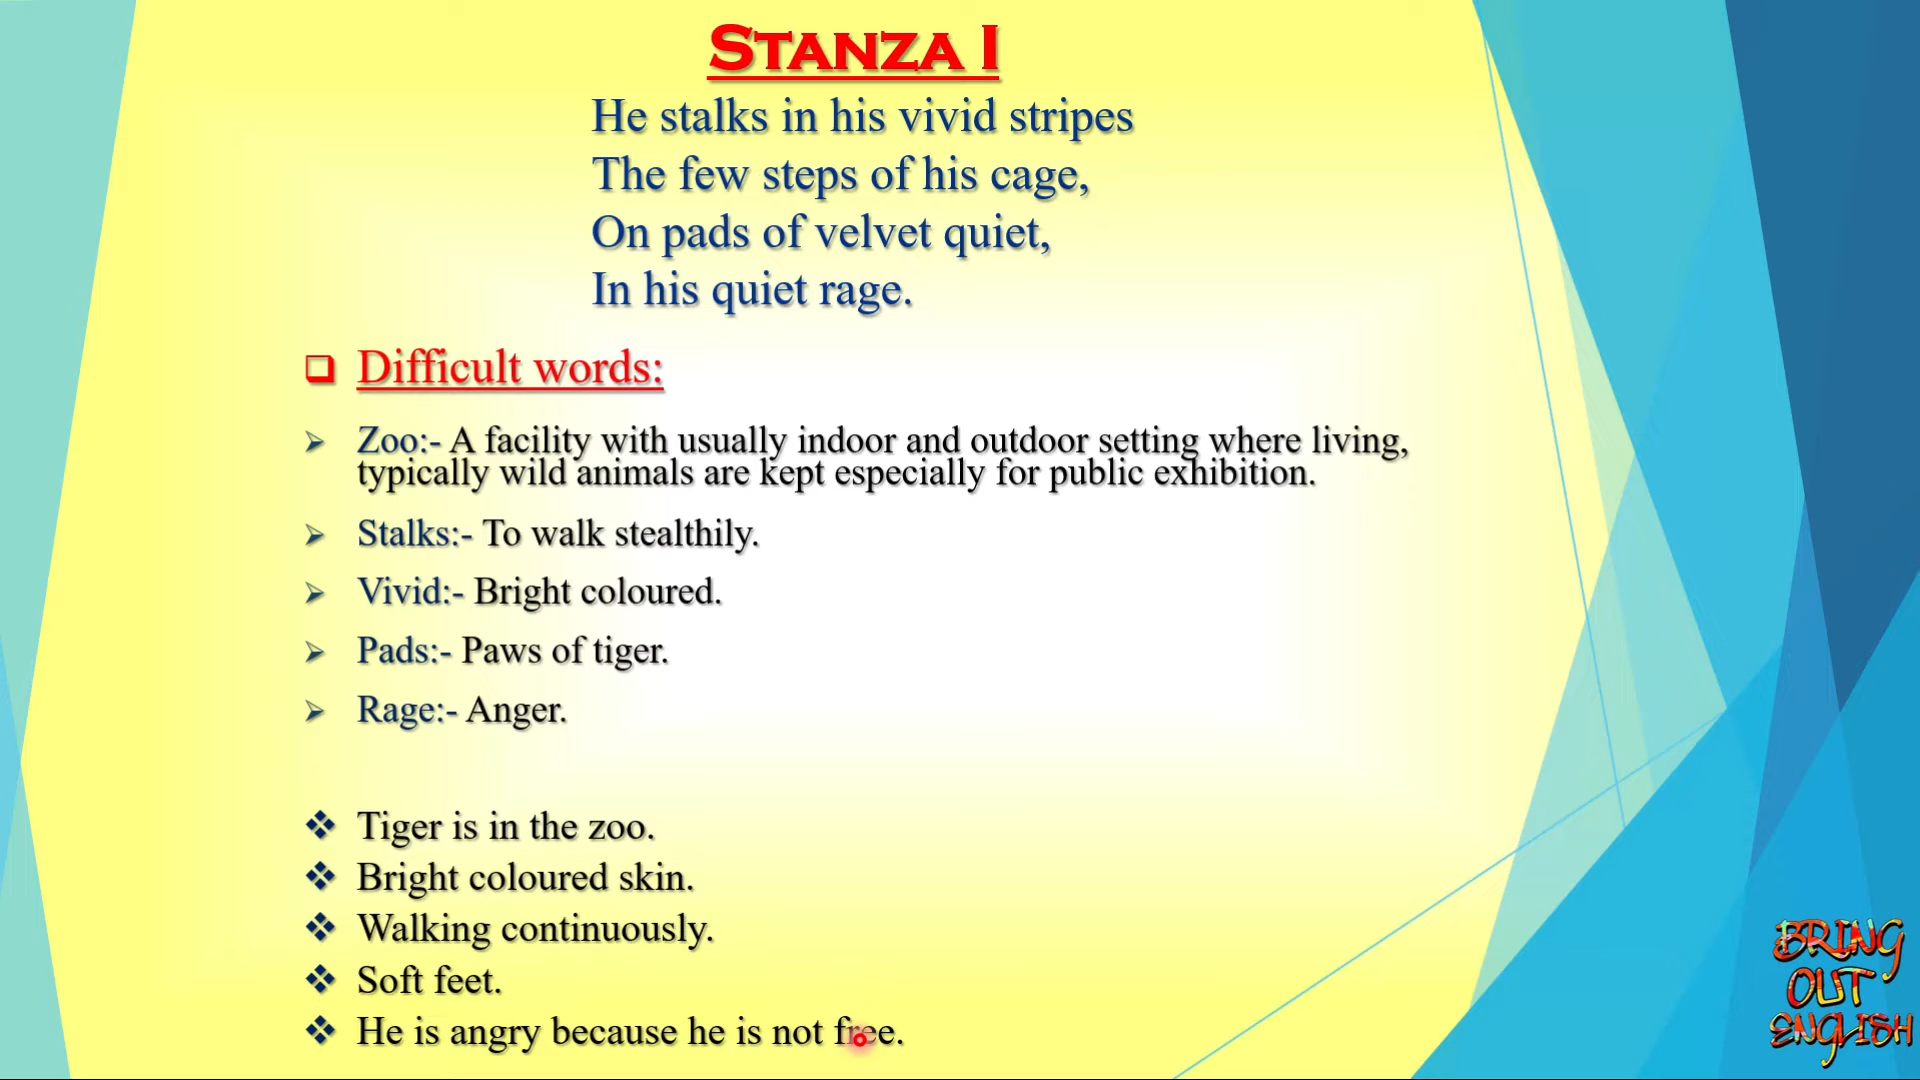 STANZA I
He stalks in his vivid stripes
The few steps of his cage,
On pads of velvet quiet,
In his quiet rage.
Difficult words:
Zoo:- A facility with usually indoor and outdoor setting where living,
typically wild animals are kept especially for public exhibition.
Stalks:- To walk stealthily.
Vivid:- Bright coloured.
Pads:- Paws of tiger.
Rage:- Anger.
Tiger is in the zoo.
Bright coloured skin.
Walking continuously.
Soft feet.
He is angry because he is not free.
BRING
OUT
ENGLISH